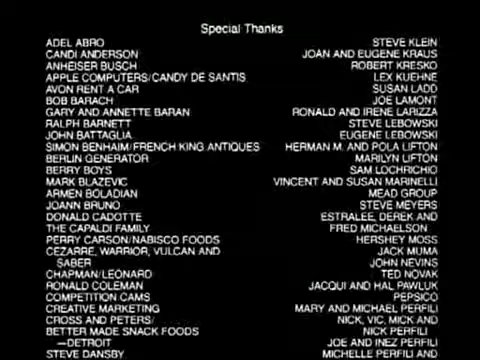 Special Thanks
ADEL ABRO
CANDI ANDERSON
ANHEISER BUSCH
APPLE COMPUTERS/CANDY DE SANTIS
AVON RENT A CAR
BOB BARACH
GARY AND ANNETTE BARAN
RALPH BARNETT
JOHN BATTAGLIA
SIMON BENHAIM/FRENCH KING ANTIQUES
BERLIN GENERATOR
BERRY BOYS
MARK BLAZEVIC
ARMEN BOLADIAN
JOANN BRUNO
DONALD CADOTTE
THE CAPALDI FAMILY
PERRY CARSON/NABISCO FOODS
CEZARRE, WARRIOR, VULCAN AND
SABER
CHAPMAN/LEONARD
RONALD COLEMAN
COMPETITION CAMS
CREATIVE MARKETING
CROSS AND PETERS/
BETTER MADE SNACK FOODS
—DETROIT
STEVE DANSBY
STEVE KLEIN
JOAN AND EUGENE KRAUS
ROBERT KRESKO
LEX KUEHNE
SUSAN LADD
JOE LAMONT
RONALD AND IRENE LARIZZA
STEVE LEBOWSKI
EUGENE LEBOWSKI
HERMAN M. AND POLA LIFTON
MARILYN LIFTON
SAM LOCHRICHIO
VINCENT AND SUSAN MARINELLI
MEAD GROUP
STEVE MEYERS
ESTRALEE, DEREK AND
FRED MICHAELSON
HERSHEY MOSS
JACK MUMA
JOHN NEVINS
TED NOVAK
JACQUI AND HAL PAWLUK
PEPSICO
MARY AND MICHAEL PERFILI
NICK, VIC, MICK AND
NICK PERFILI
JOE AND INEZ PERFILI
MICHELLE PERFILI AND